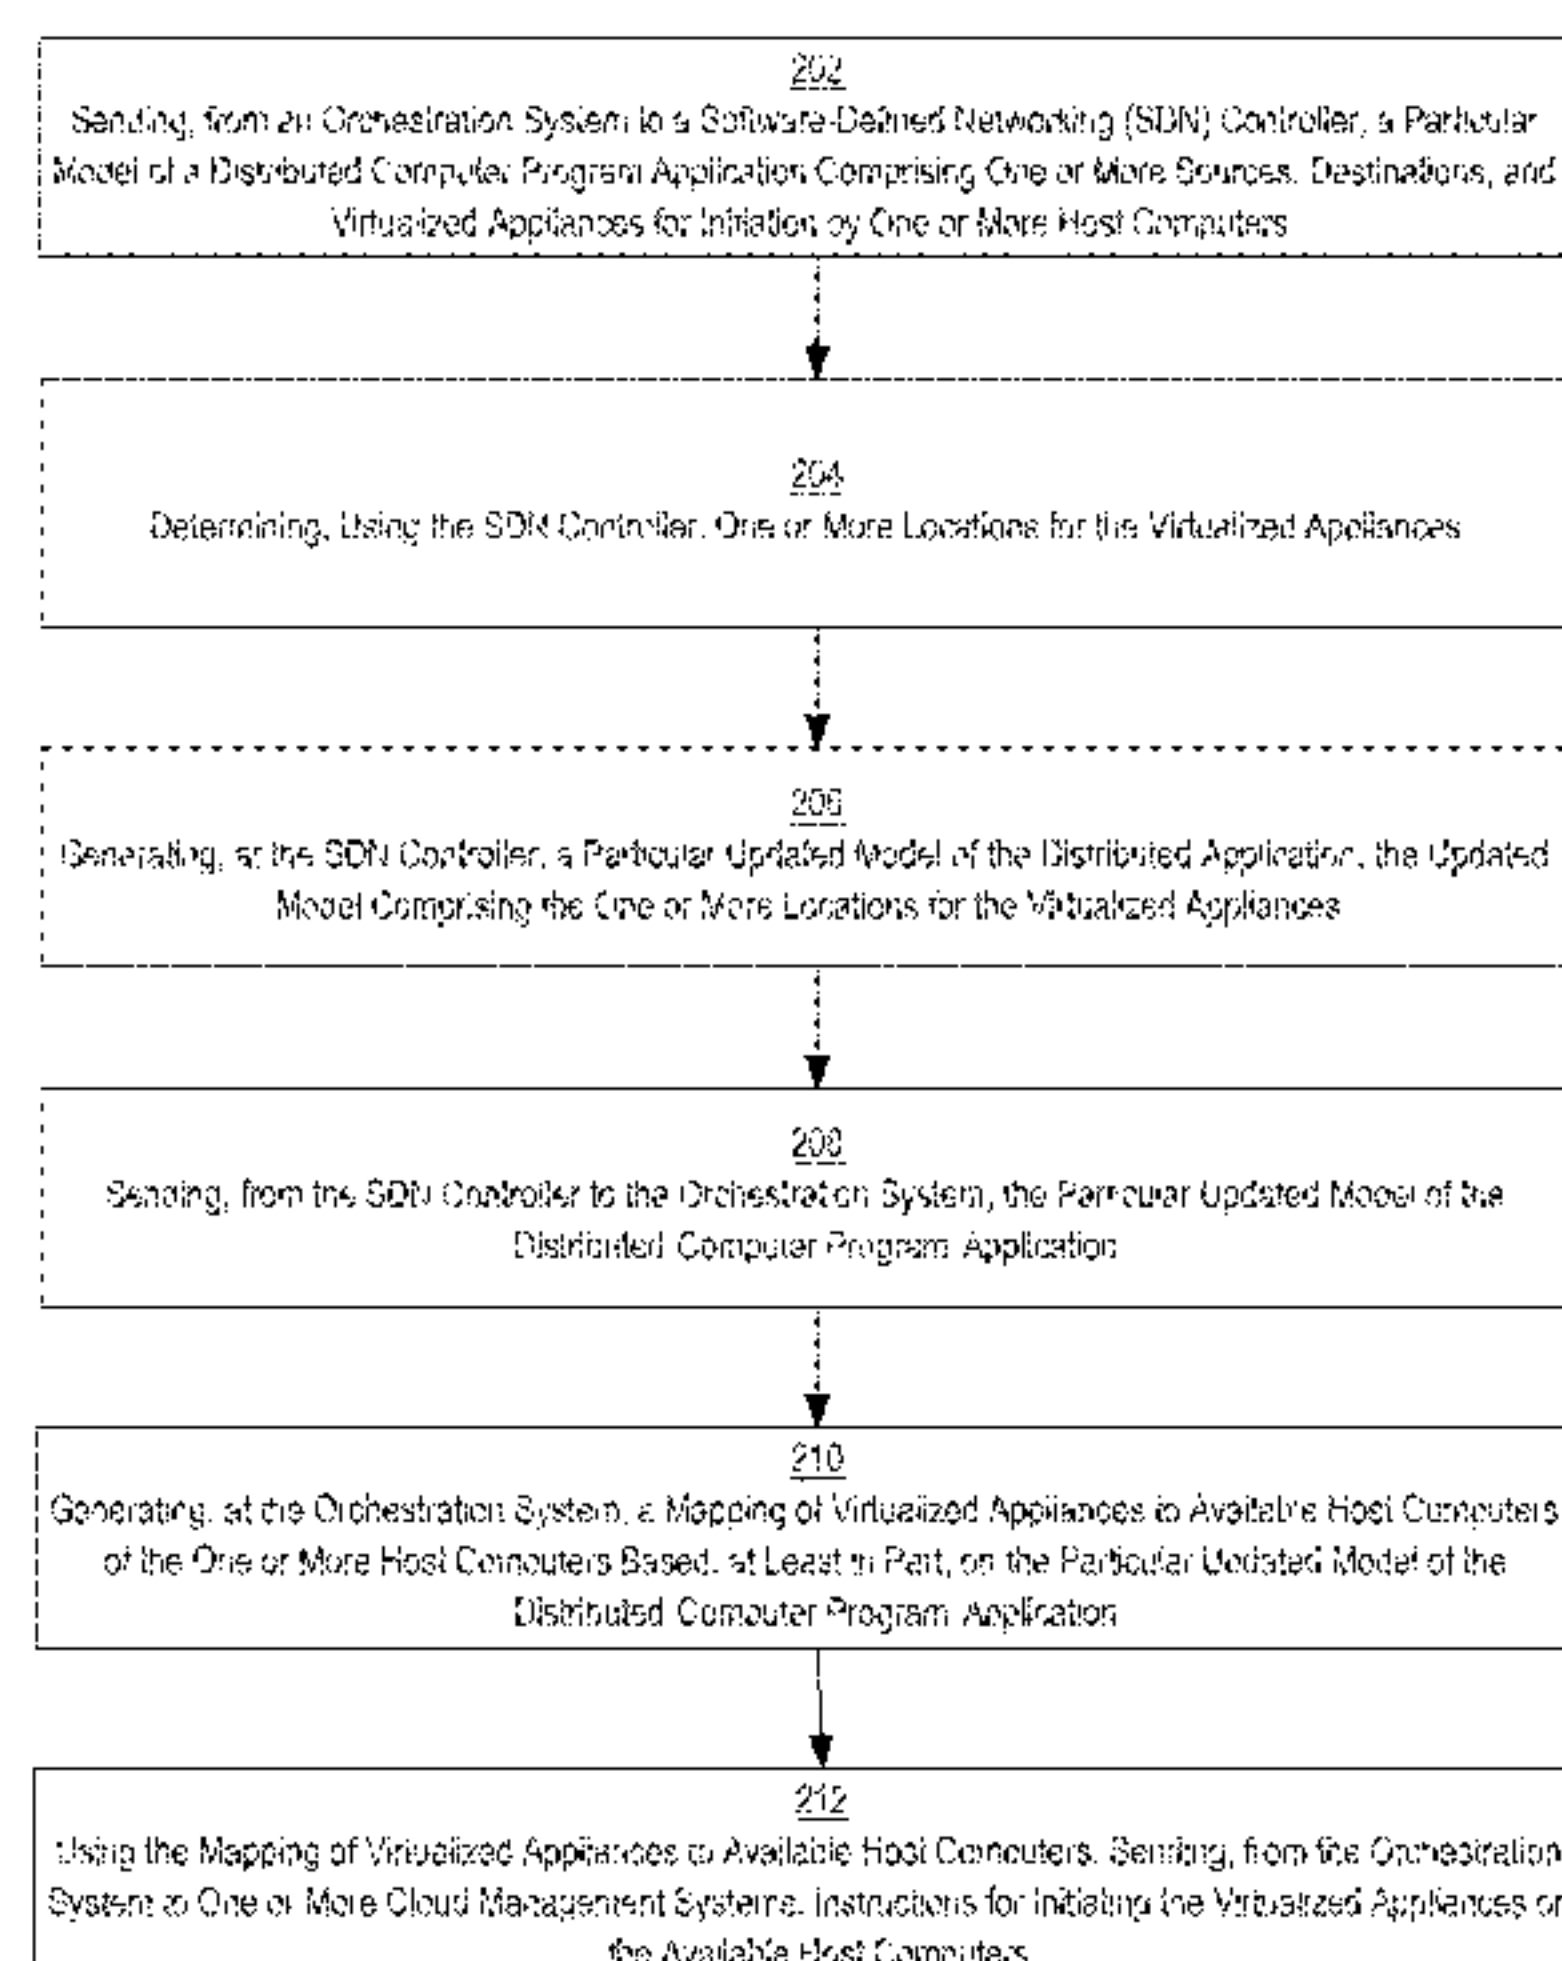 202
Sending, from an Orchestration System to a Software-Defined Networking (SDN) Controller, a Particular
Model of a Distributed Computer Program Application Comprising One or More Sources, Destinations, and
Virtualized Appliances for Initiation by One or More Host Computers
204
Determining, Using the SDN Controller, One or More Locations for the Virtualized Appliances
206
Generating, at the SDN Controller, a Particular Updated Model of the Distributed Application, the Updated
Model Comprising the One or More Locations for the Virtualized Appliances
208
Sending, from the SDN Controller to the Orchestration System, the Particular Updated Model of the
Distributed Computer Program Application
210
Generating, at the Orchestration System, a Mapping of Virtualized Appliances to Available Host Computers
of the One or More Host Computers Based, at Least in Part, on the Particular Updated Model of the
Distributed Computer Program Application
212
Using the Mapping of Virtualized Appliances to Available Host Computers, Sending, from the Orchestration
System to One or More Cloud Management Systems, Instructions for Initiating the Virtualized Appliances on
the Available Host Computers